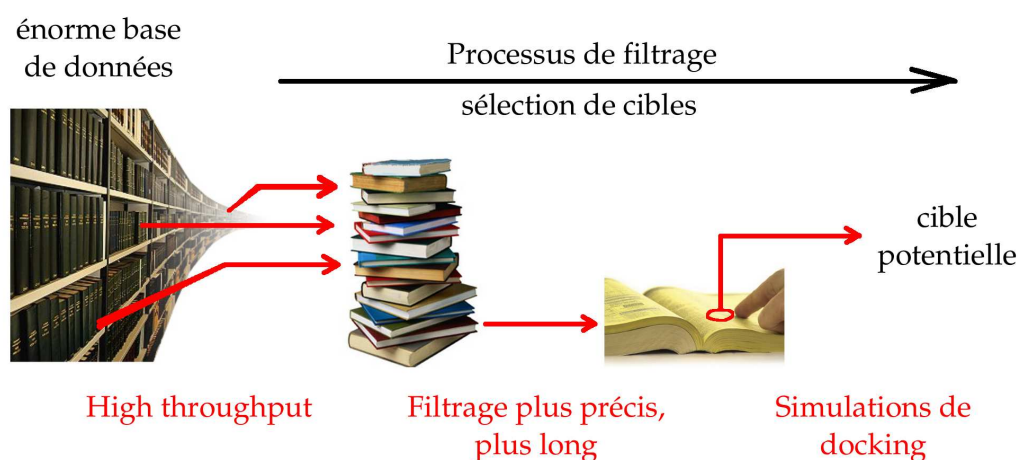 énorme base
de données
Processus de filtrage
sélection de cibles
cible
potentielle
High throughput
Filtrage plus précis,
plus long
Simulations de
docking